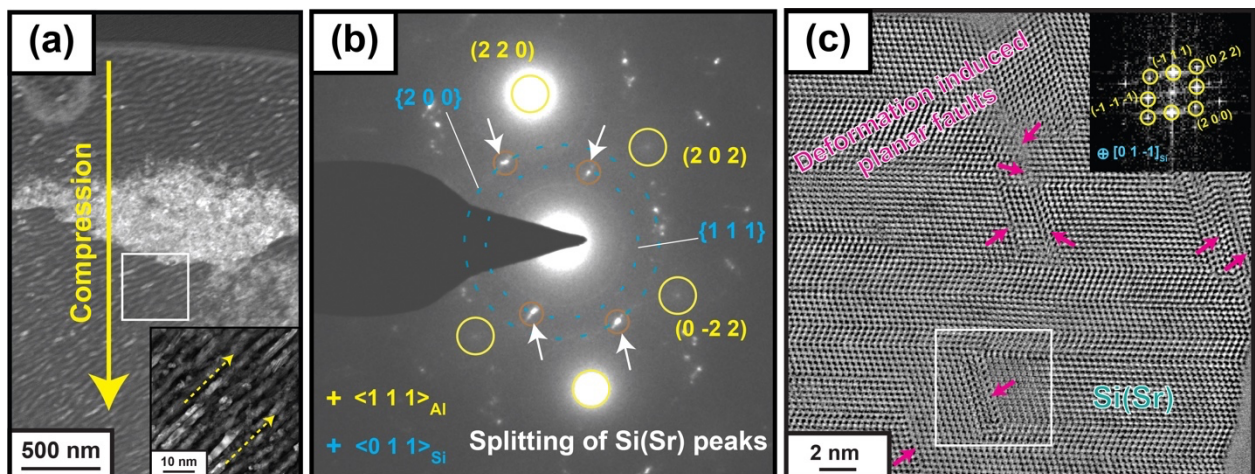 (a)
Compression
500 nm
10 nm
(b)
(2 2 0)
{2 0 0}
(2 0 2)
{1 1 1}
(0 -2 2)
+ <1 1 1>Al
+ <0 1 1>Si
Splitting of Si(Sr) peaks
(c)
Deformation induced
planar faults
(-1 1 1)
(0 2 2)
(-1 -1 -1)
(2 0 0)
⊕ [0 1 -1]Si
Si(Sr)
2 nm